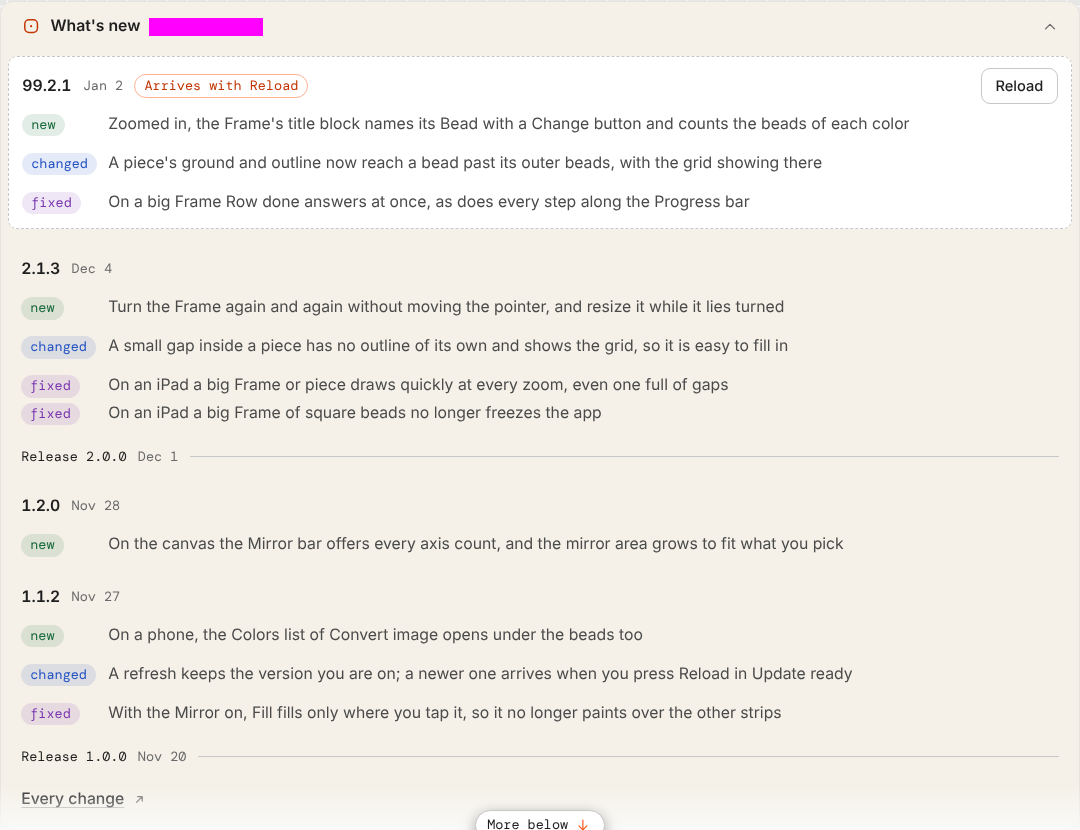 What's new
99.2.1 Jan 2 Arrives with Reload Reload
new Zoomed in, the Frame's title block names its Bead with a Change button and counts the beads of each color
changed A piece's ground and outline now reach a bead past its outer beads, with the grid showing there
fixed On a big Frame Row done answers at once, as does every step along the Progress bar
2.1.3 Dec 4
new Turn the Frame again and again without moving the pointer, and resize it while it lies turned
changed A small gap inside a piece has no outline of its own and shows the grid, so it is easy to fill in
fixed On an iPad a big Frame or piece draws quickly at every zoom, even one full of gaps
fixed On an iPad a big Frame of square beads no longer freezes the app
Release 2.0.0 Dec 1
1.2.0 Nov 28
new On the canvas the Mirror bar offers every axis count, and the mirror area grows to fit what you pick
1.1.2 Nov 27
new On a phone, the Colors list of Convert image opens under the beads too
changed A refresh keeps the version you are on; a newer one arrives when you press Reload in Update ready
fixed With the Mirror on, Fill fills only where you tap it, so it no longer paints over the other strips
Release 1.0.0 Nov 20
Every change ↗
More below ↓